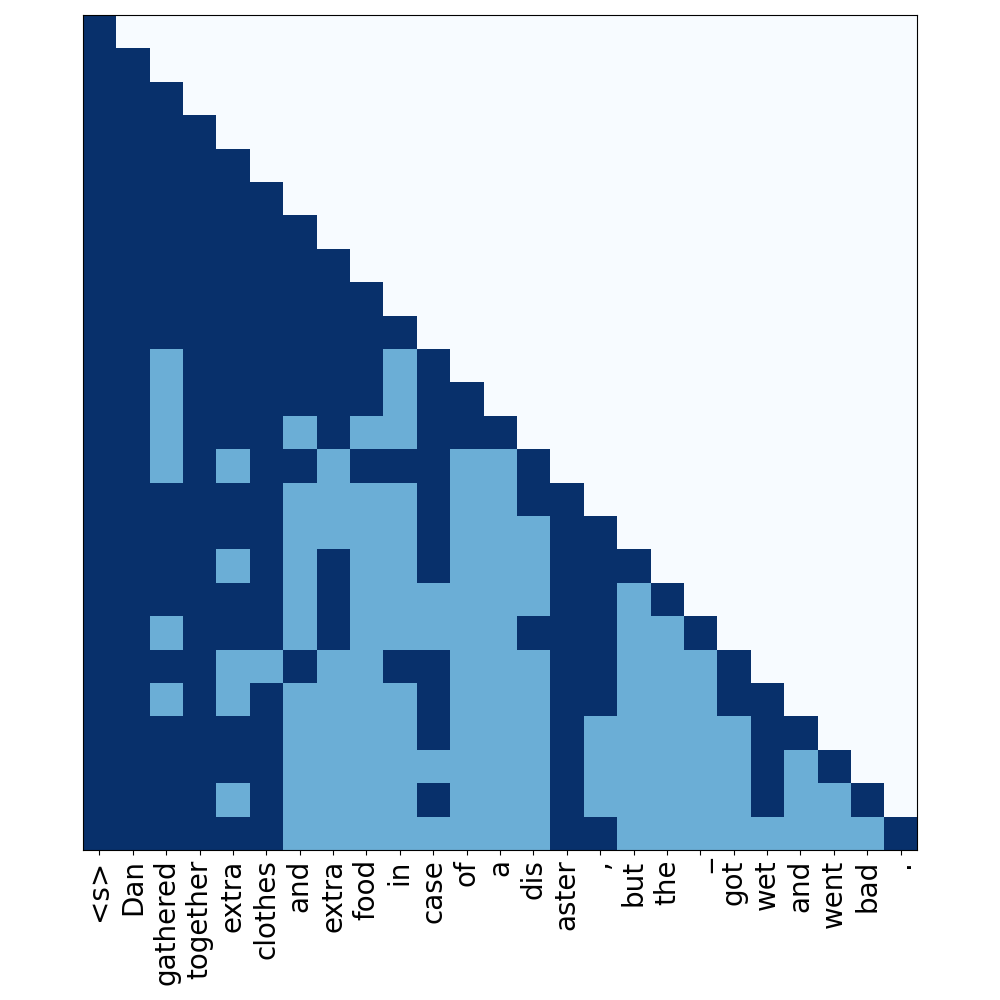 <s>
Dan
gathered
together
extra
clothes
and
extra
food
in
case
of
a
dis
aster
,
but
the
_
got
wet
and
went
bad
.